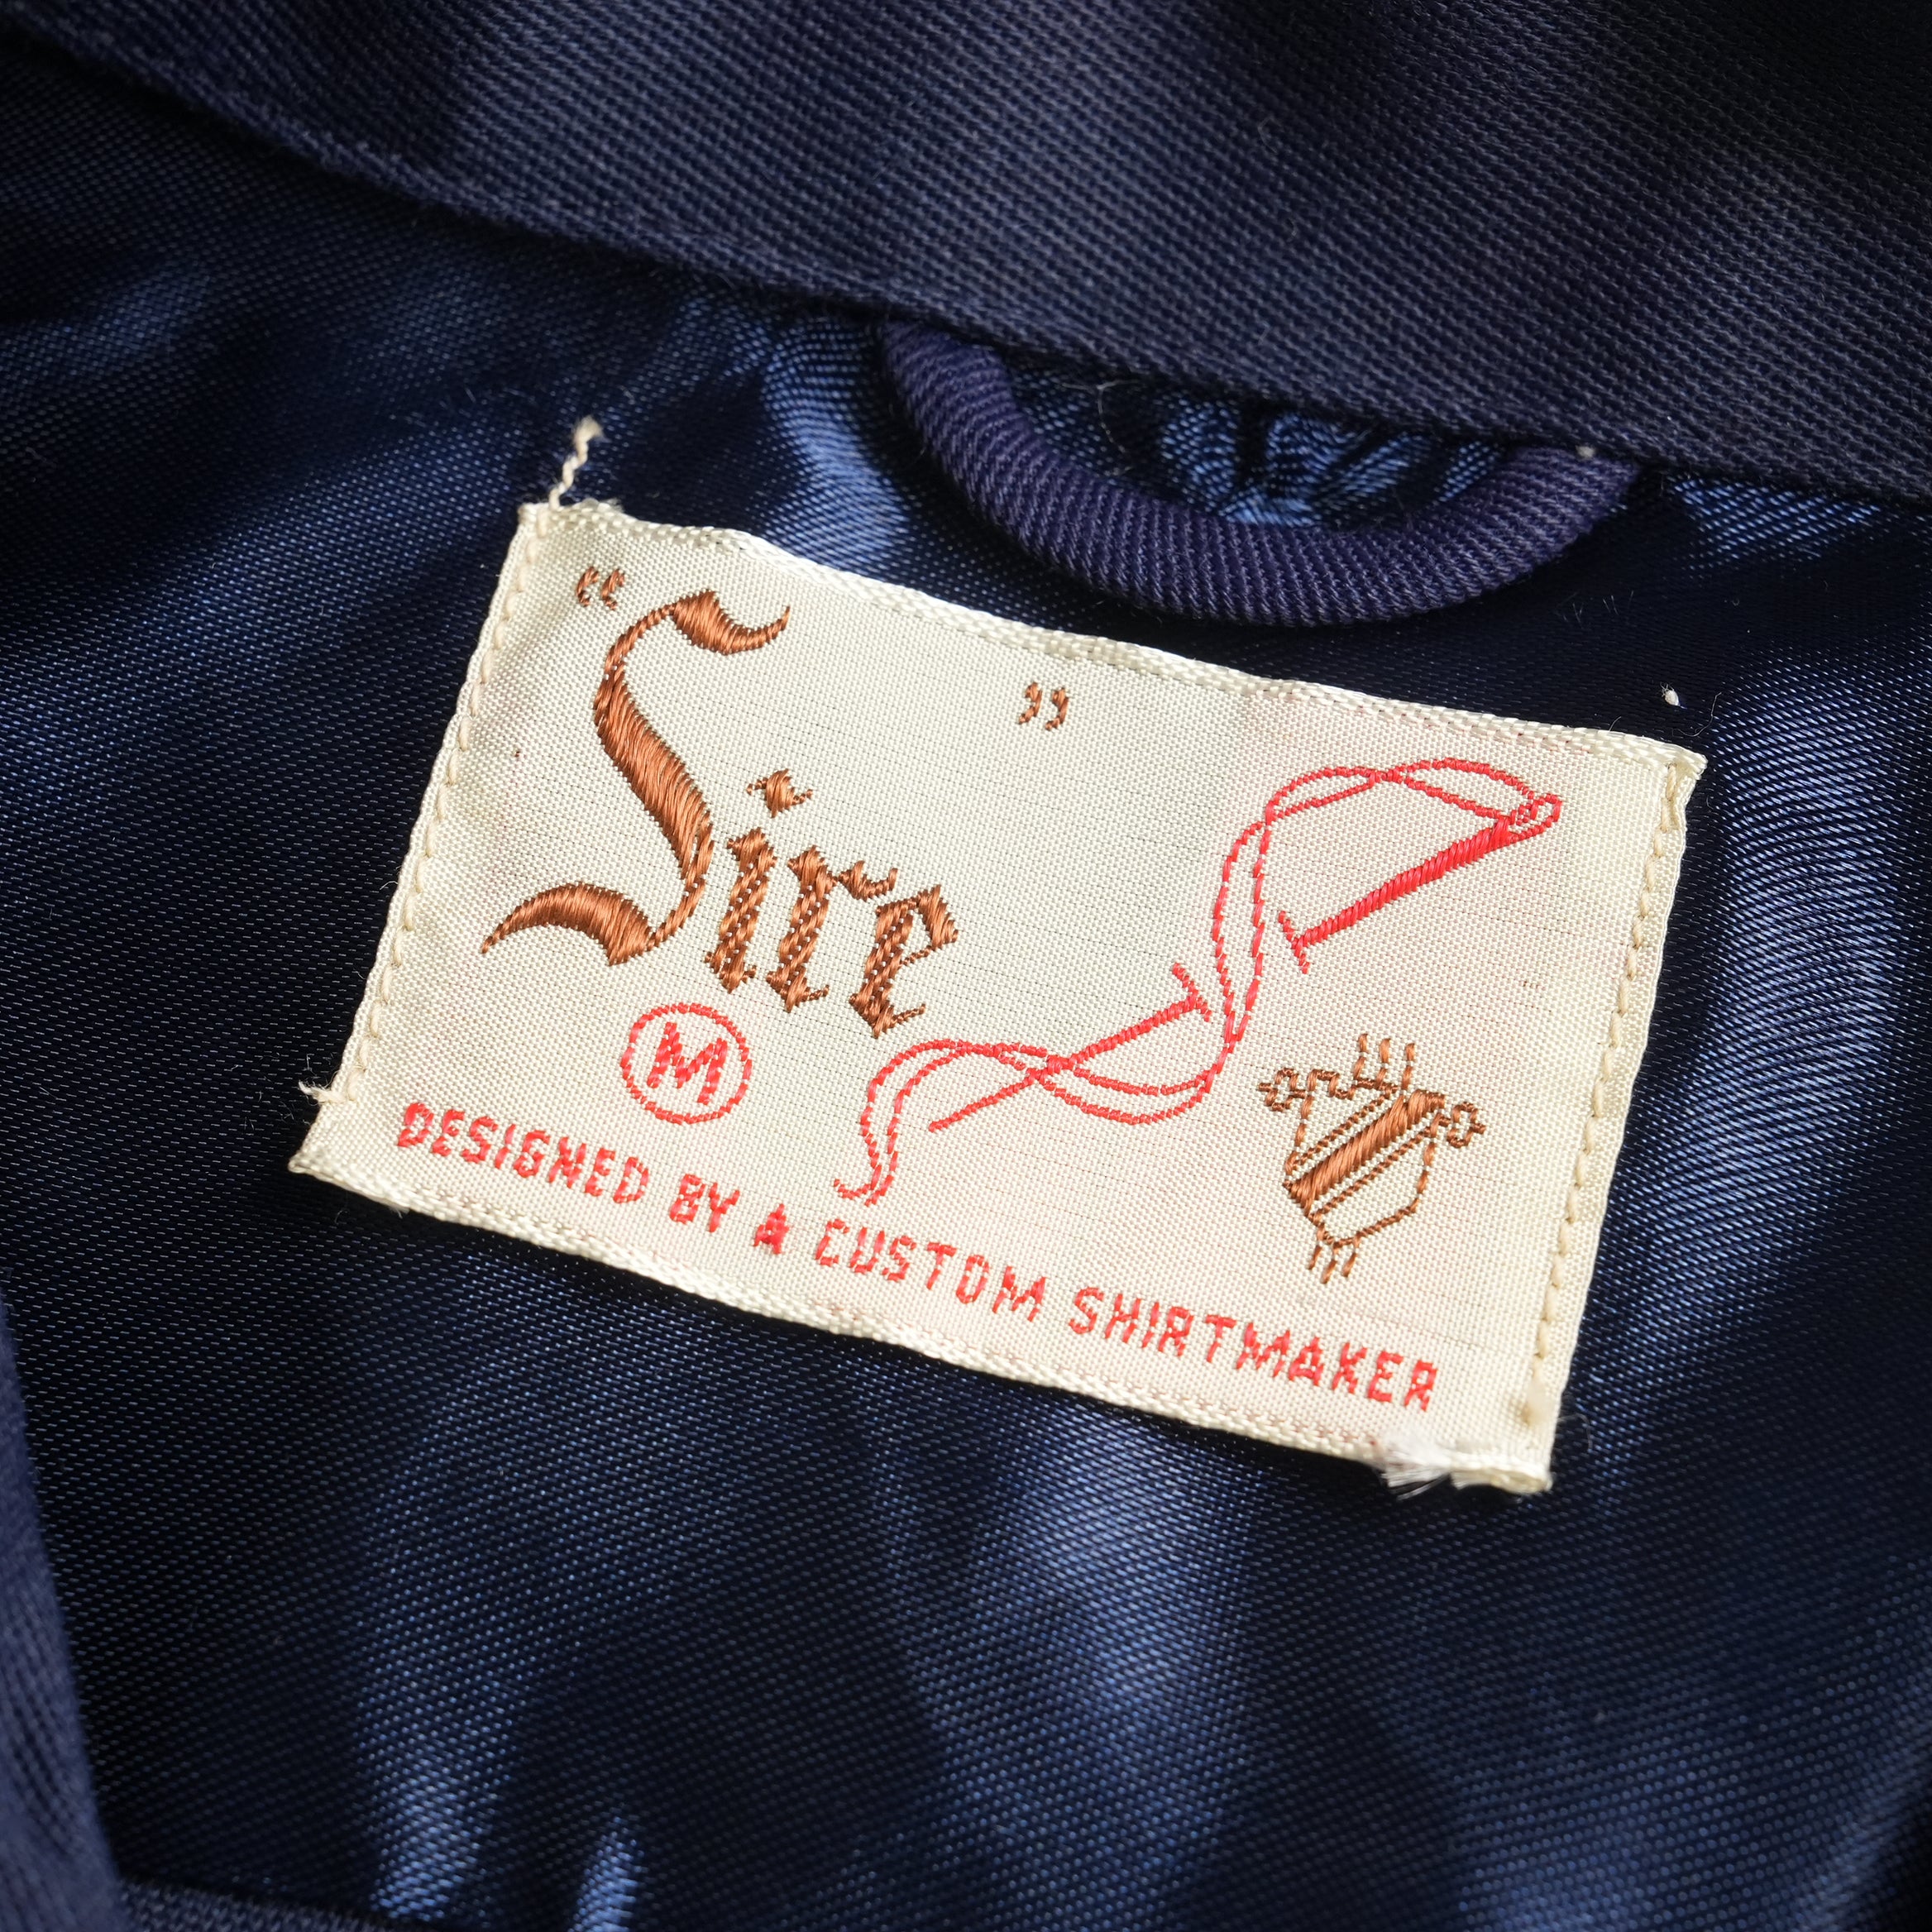 “Sire”
M
DESIGNED BY A CUSTOM SHIRTMAKER